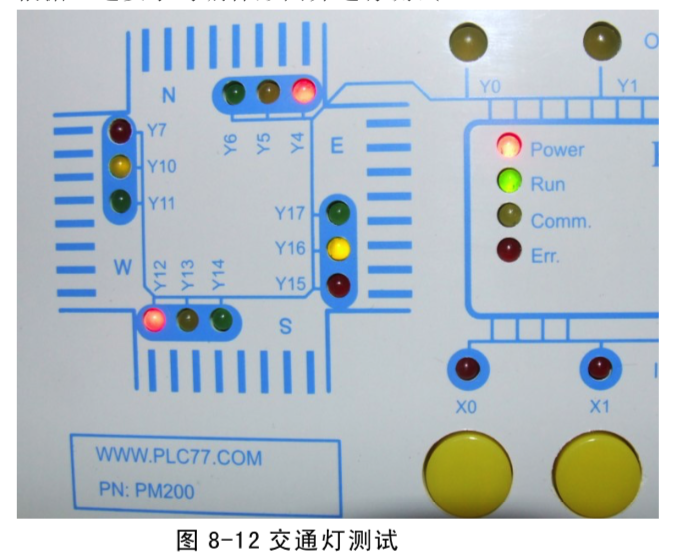 Y0
Y1
N
Y7
Y6
Y5
Y4
E
Power
Y10
Run
Y11
Y17
Comm.
Y16
Err.
W
Y12
Y13
Y14
Y15
S
X0
X1
WWW.PLC77.COM
PN: PM200
图 8-12 交通灯测试